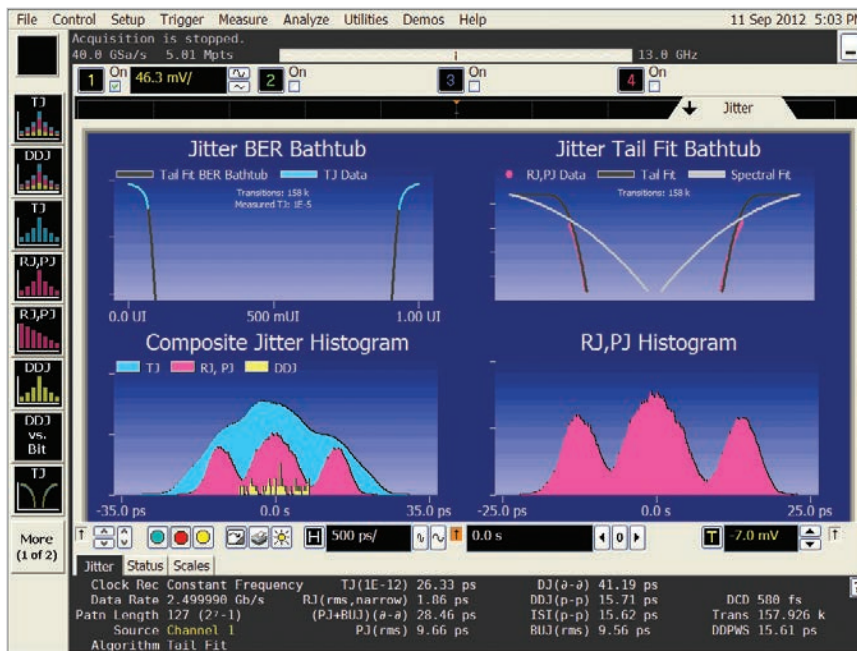 File Control Setup Trigger Measure Analyze Utilities Demos Help 11 Sep 2012 5:03 PM
Acquisition is stopped.
40.0 GSa/s 5.01 Mpts 13.0 GHz
1 On 46.3 mV/ 2 On 3 On 4 On
Jitter
TJ
DDJ
TJ
RJ,PJ
RJ,PJ
DDJ
DDJ
vs.
Bit
TJ
More
(1 of 2)
Jitter BER Bathtub
Tail Fit BER Bathtub TJ Data
Transitions: 158 k
Measured TJ: 1E-5
0.0 UI 500 mUI 1.00 UI
Jitter Tail Fit Bathtub
RJ,PJ Data Tail Fit Spectral Fit
Transitions: 158 k
Composite Jitter Histogram
TJ RJ, PJ DDJ
-35.0 ps 0.0 s 35.0 ps
RJ,PJ Histogram
-25.0 ps 0.0 s 25.0 ps
H 500 ps/ 0.0 s 0 T -7.0 mV
Jitter Status Scales
Clock Rec Constant Frequency TJ(1E-12) 26.33 ps DJ(∂-∂) 41.19 ps
Data Rate 2.499990 Gb/s RJ(rms,narrow) 1.86 ps DDJ(p-p) 15.71 ps DCD 580 fs
Patn Length 127 (2⁷-1) (PJ+BUJ)(∂-∂) 28.46 ps ISI(p-p) 15.62 ps Trans 157.926 k
Source Channel 1 PJ(rms) 9.66 ps BUJ(rms) 9.56 ps DDPWS 15.61 ps
Algorithm Tail Fit